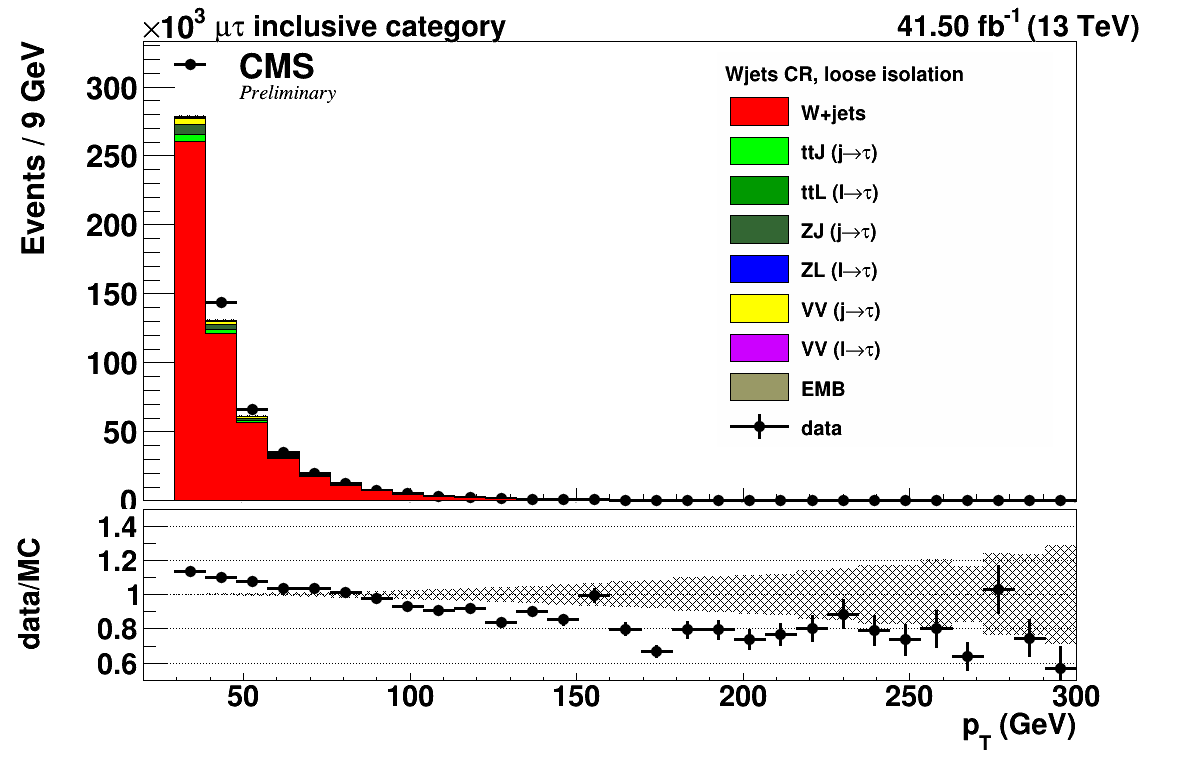 ×10³ μτ inclusive category
41.50 fb⁻¹ (13 TeV)
CMS
Preliminary
Wjets CR, loose isolation
W+jets
ttJ (j→τ)
ttL (l→τ)
ZJ (j→τ)
ZL (l→τ)
VV (j→τ)
VV (l→τ)
EMB
data
Events / 9 GeV
300
250
200
150
100
50
0
data/MC
1.4
1.2
1
0.8
0.6
50 100 150 200 250 300
p_T (GeV)